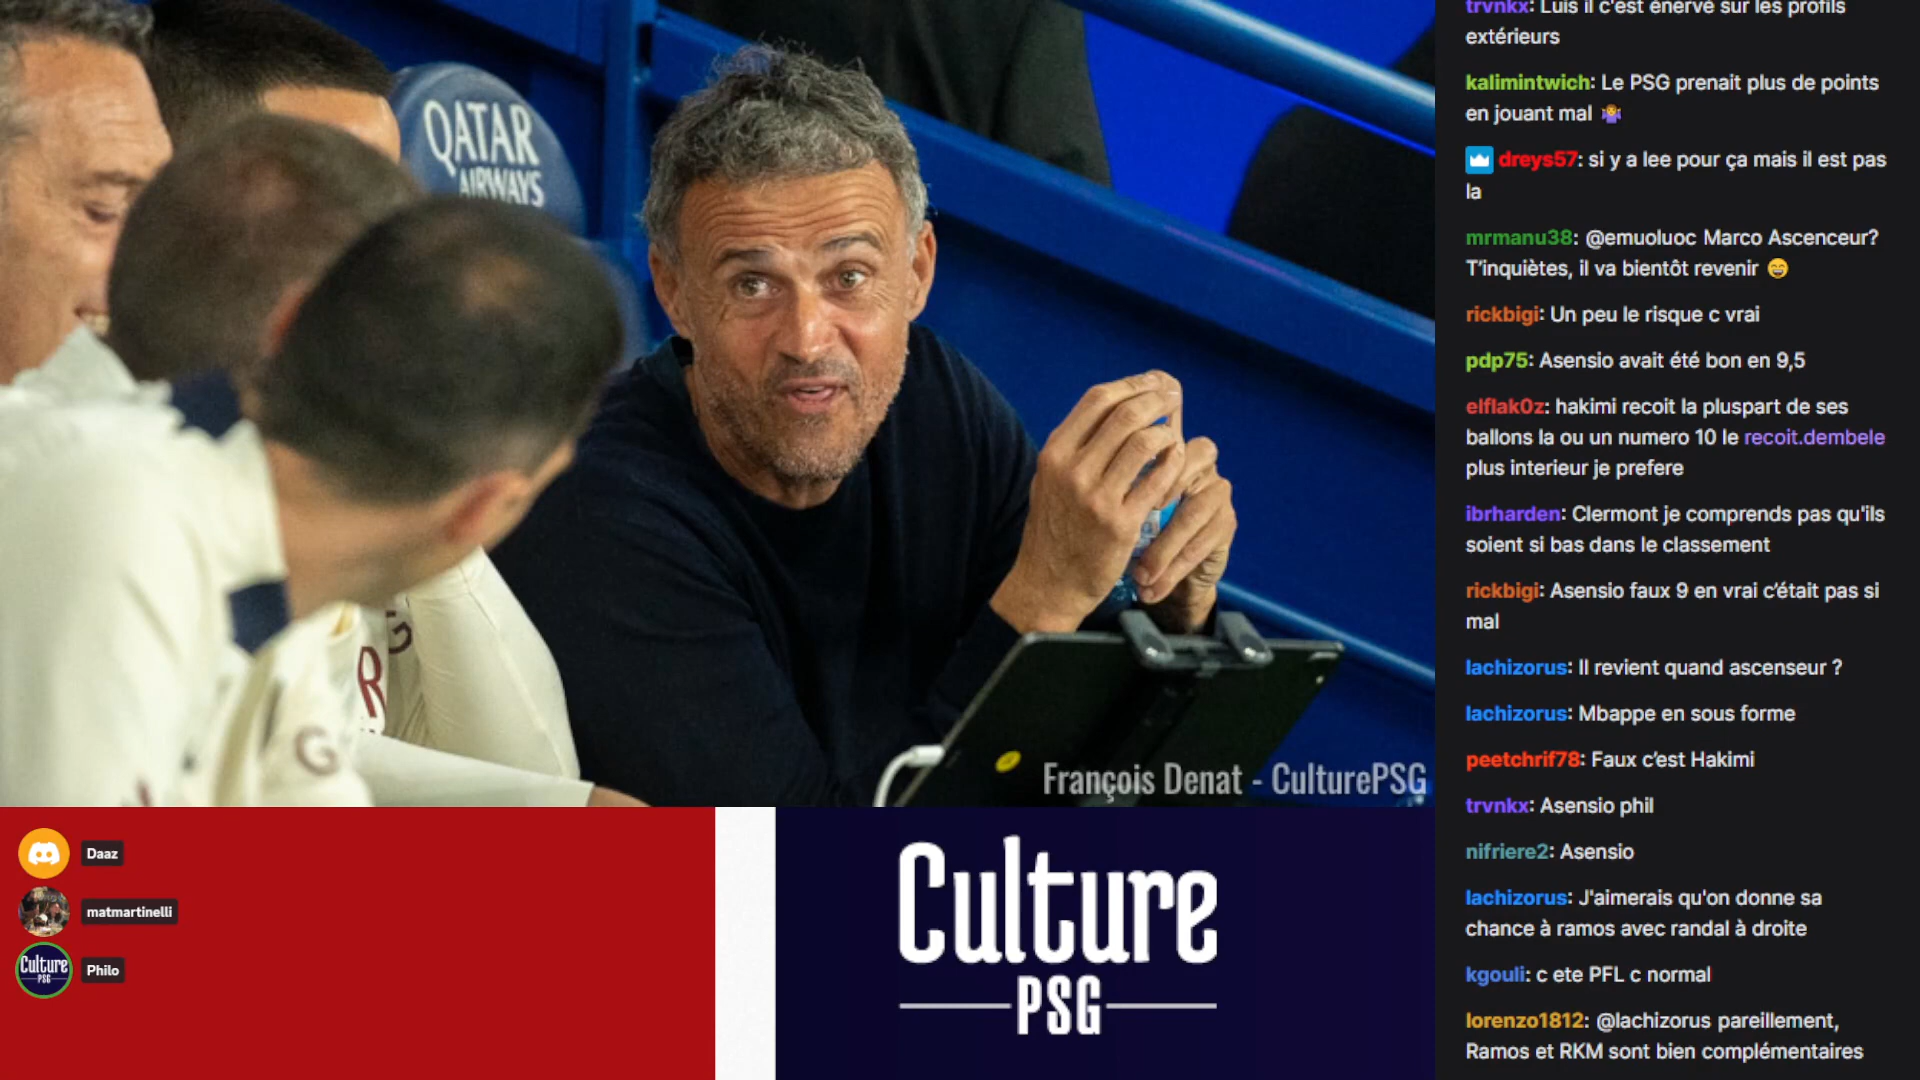 QATAR
AIRWAYS
G
R
G
François Denat - CulturePSG
Daaz
matmartinelli
Culture
PSG
Philo
Culture
PSG
trvnkx: Luis il c'est énervé sur les profils
extérieurs
kalimintwich: Le PSG prenait plus de points
en jouant mal 🤷
dreys57: si y a lee pour ça mais il est pas
la
mrmanu38: @emuoluoc Marco Ascenceur?
T'inquiètes, il va bientôt revenir 😄
rickbigi: Un peu le risque c vrai
pdp75: Asensio avait été bon en 9,5
elflak0z: hakimi recoit la pluspart de ses
ballons la ou un numero 10 le recoit.dembele
plus interieur je prefere
ibrharden: Clermont je comprends pas qu'ils
soient si bas dans le classement
rickbigi: Asensio faux 9 en vrai c’était pas si
mal
lachizorus: Il revient quand ascenseur ?
lachizorus: Mbappe en sous forme
peetchrif78: Faux c’est Hakimi
trvnkx: Asensio phil
nifriere2: Asensio
lachizorus: J'aimerais qu'on donne sa
chance à ramos avec randal à droite
kgouli: c ete PFL c normal
lorenzo1812: @lachizorus pareillement,
Ramos et RKM sont bien complémentaires